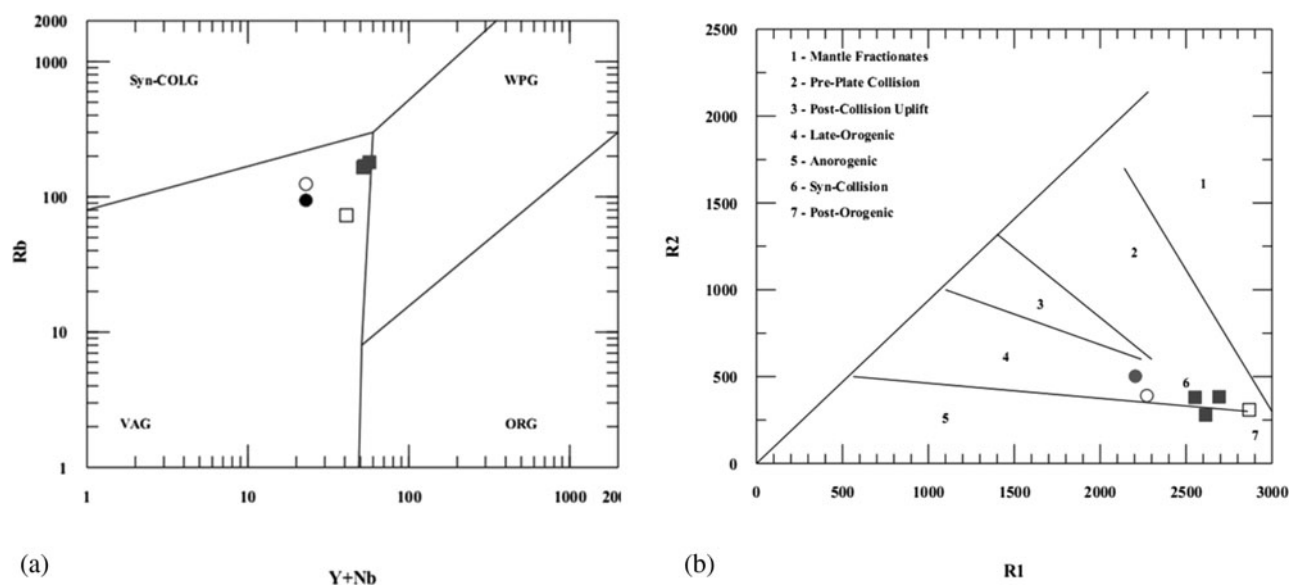 2000
1000
100
10
1
Rb
Syn-COLG
WPG
VAG
ORG
1
10
100
1000
200
Y+Nb
(a)
2500
2000
1500
1000
500
0
R2
1 - Mantle Fractionates
2 - Pre-Plate Collision
3 - Post-Collision Uplift
4 - Late-Orogenic
5 - Anorogenic
6 - Syn-Collision
7 - Post-Orogenic
1
2
3
4
6
5
7
0
500
1000
1500
2000
2500
3000
R1
(b)